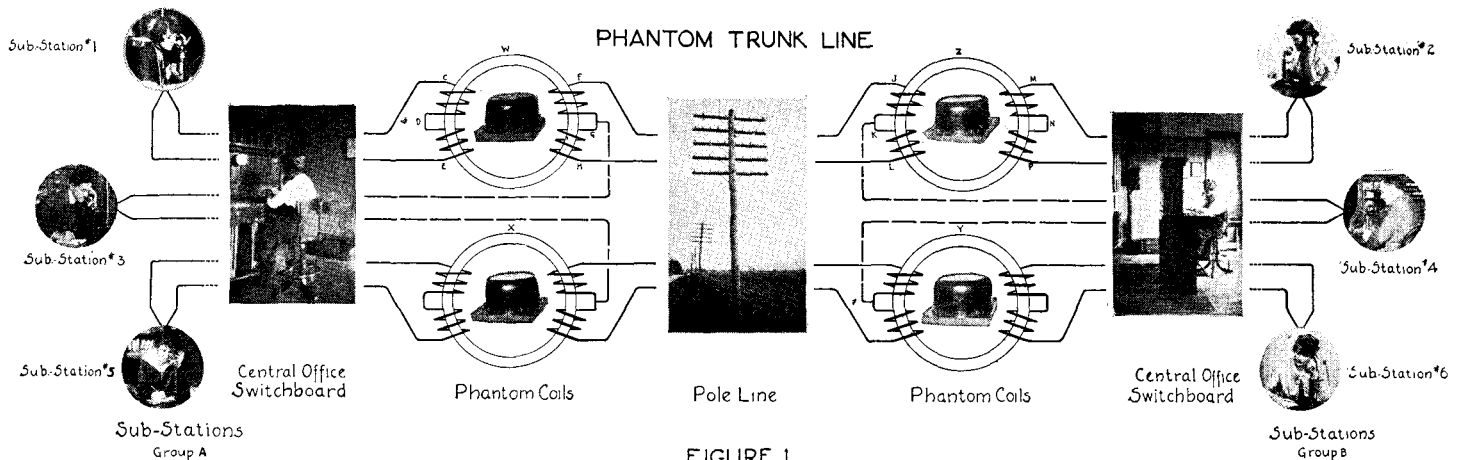 PHANTOM TRUNK LINE
Sub-Station #1
Sub-Station #2
W
Z
C
F
J
M
D
G
K
N
E
H
L
P
Sub-Station #3
Sub-Station #4
X
Y
Sub-Station #5
Sub-Station #6
Central Office
Switchboard
Phantom Coils
Pole Line
Phantom Coils
Central Office
Switchboard
Sub-Stations
Group A
Sub-Stations
Group B
FIGURE 1